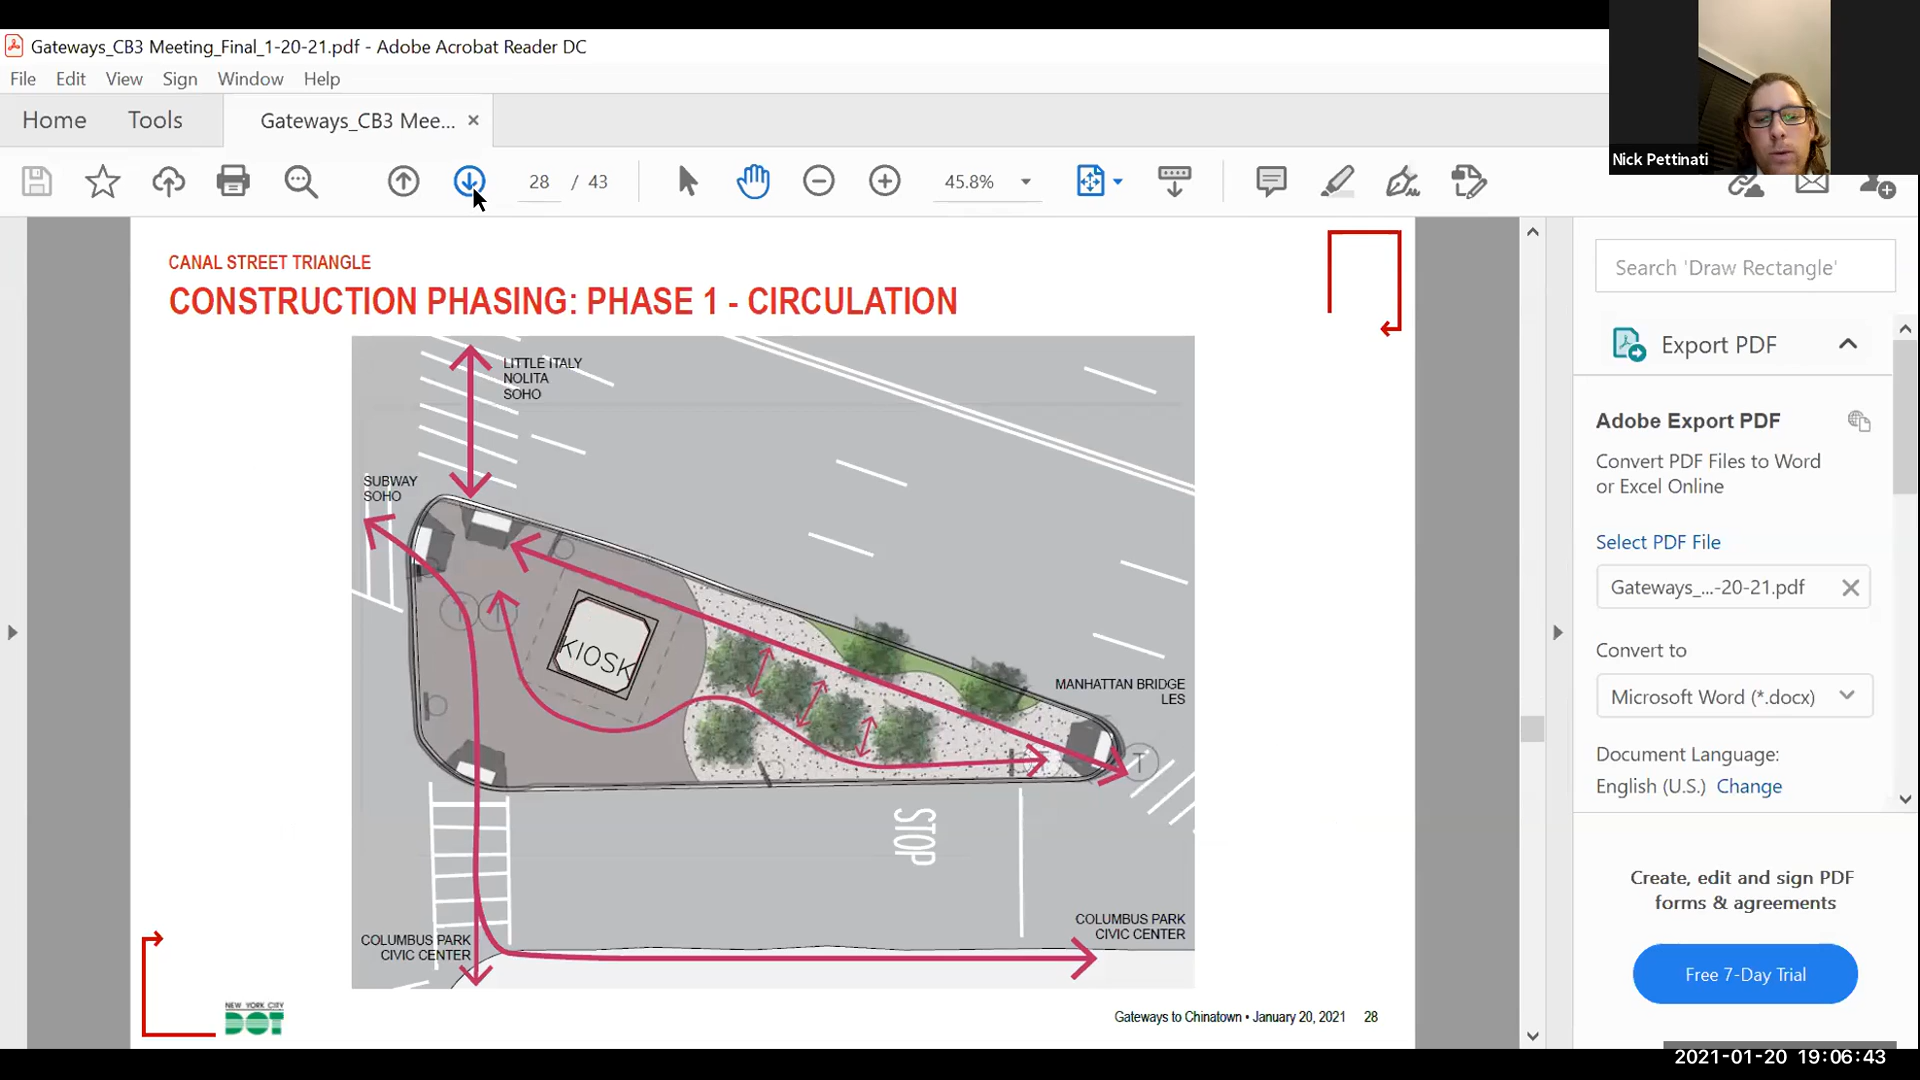 Gateways_CB3 Meeting_Final_1-20-21.pdf - Adobe Acrobat Reader DC
File Edit View Sign Window Help
Home Tools Gateways_CB3 Mee... ×
28 / 43 45.8%
Nick Pettinati
CANAL STREET TRIANGLE
CONSTRUCTION PHASING: PHASE 1 - CIRCULATION
LITTLE ITALY
NOLITA
SOHO
SUBWAY
SOHO
KIOSK
MANHATTAN BRIDGE
LES
STOP
COLUMBUS PARK
CIVIC CENTER
COLUMBUS PARK
CIVIC CENTER
NEW YORK CITY
DOT
Gateways to Chinatown • January 20, 2021 28
Search 'Draw Rectangle'
Export PDF
Adobe Export PDF
Convert PDF Files to Word
or Excel Online
Select PDF File
Gateways_...-20-21.pdf
Convert to
Microsoft Word (*.docx)
Document Language:
English (U.S.) Change
Create, edit and sign PDF
forms & agreements
Free 7-Day Trial
2021-01-20 19:06:43